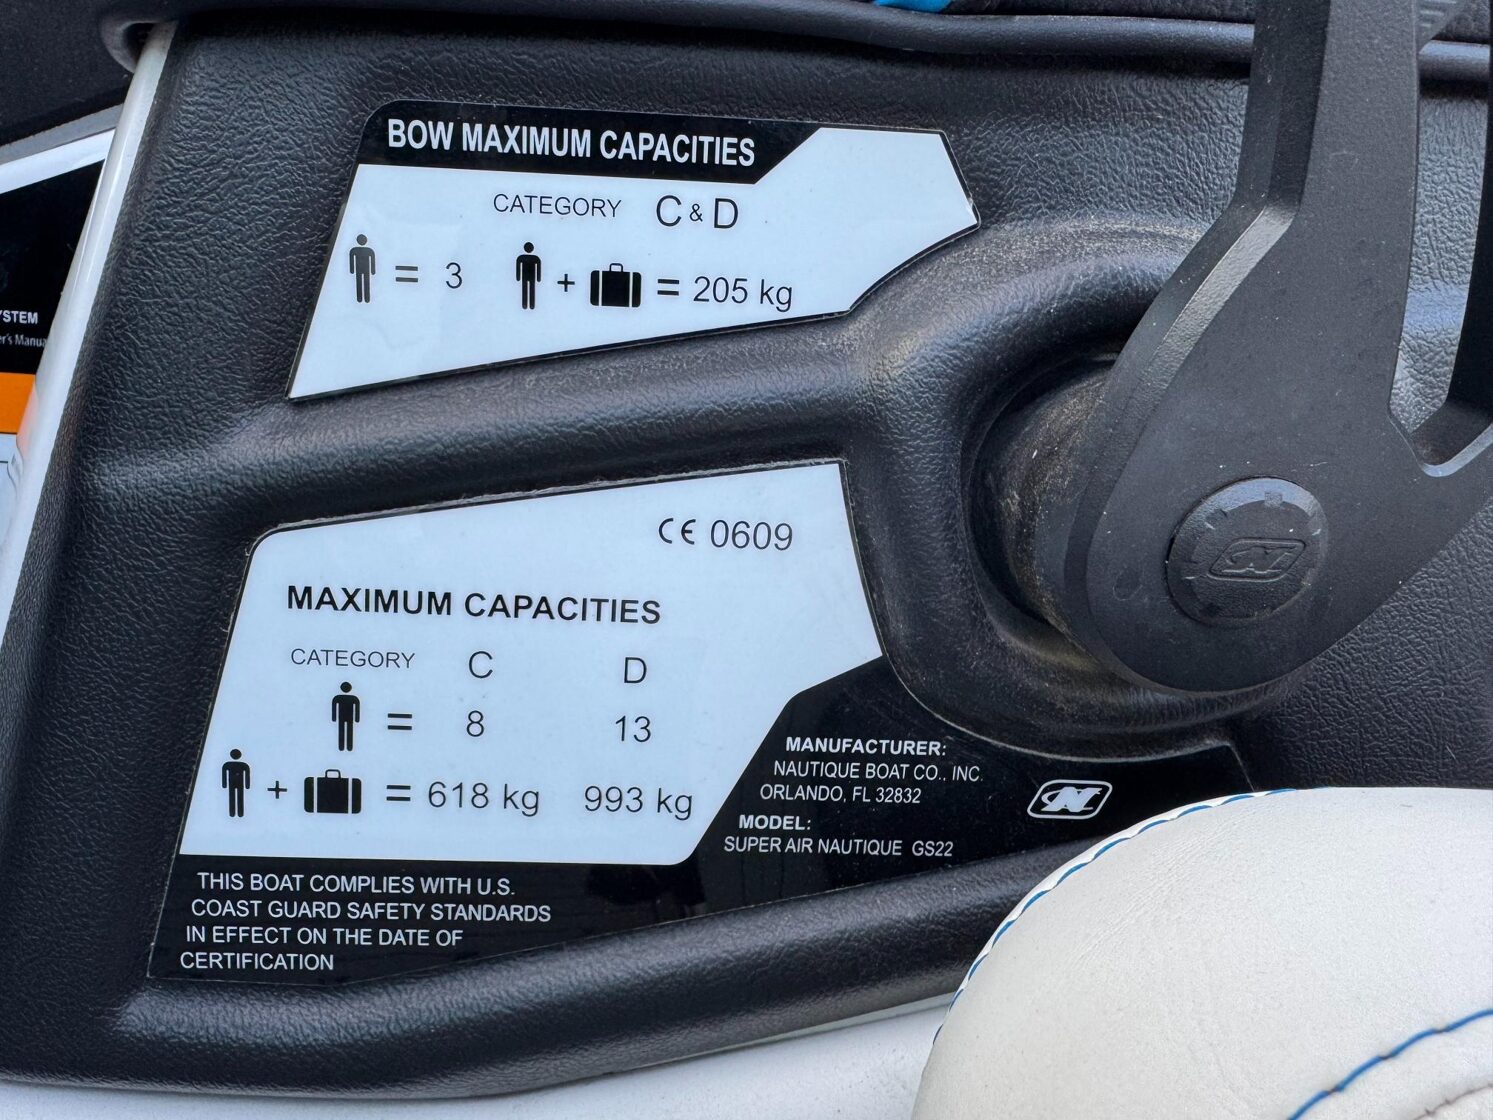 BOW MAXIMUM CAPACITIES
CATEGORY C & D
= 3 + = 205 kg
CE 0609
MAXIMUM CAPACITIES
CATEGORY C D
= 8 13
+ = 618 kg 993 kg
MANUFACTURER:
NAUTIQUE BOAT CO., INC.
ORLANDO, FL 32832
MODEL:
SUPER AIR NAUTIQUE GS22
THIS BOAT COMPLIES WITH U.S.
COAST GUARD SAFETY STANDARDS
IN EFFECT ON THE DATE OF
CERTIFICATION